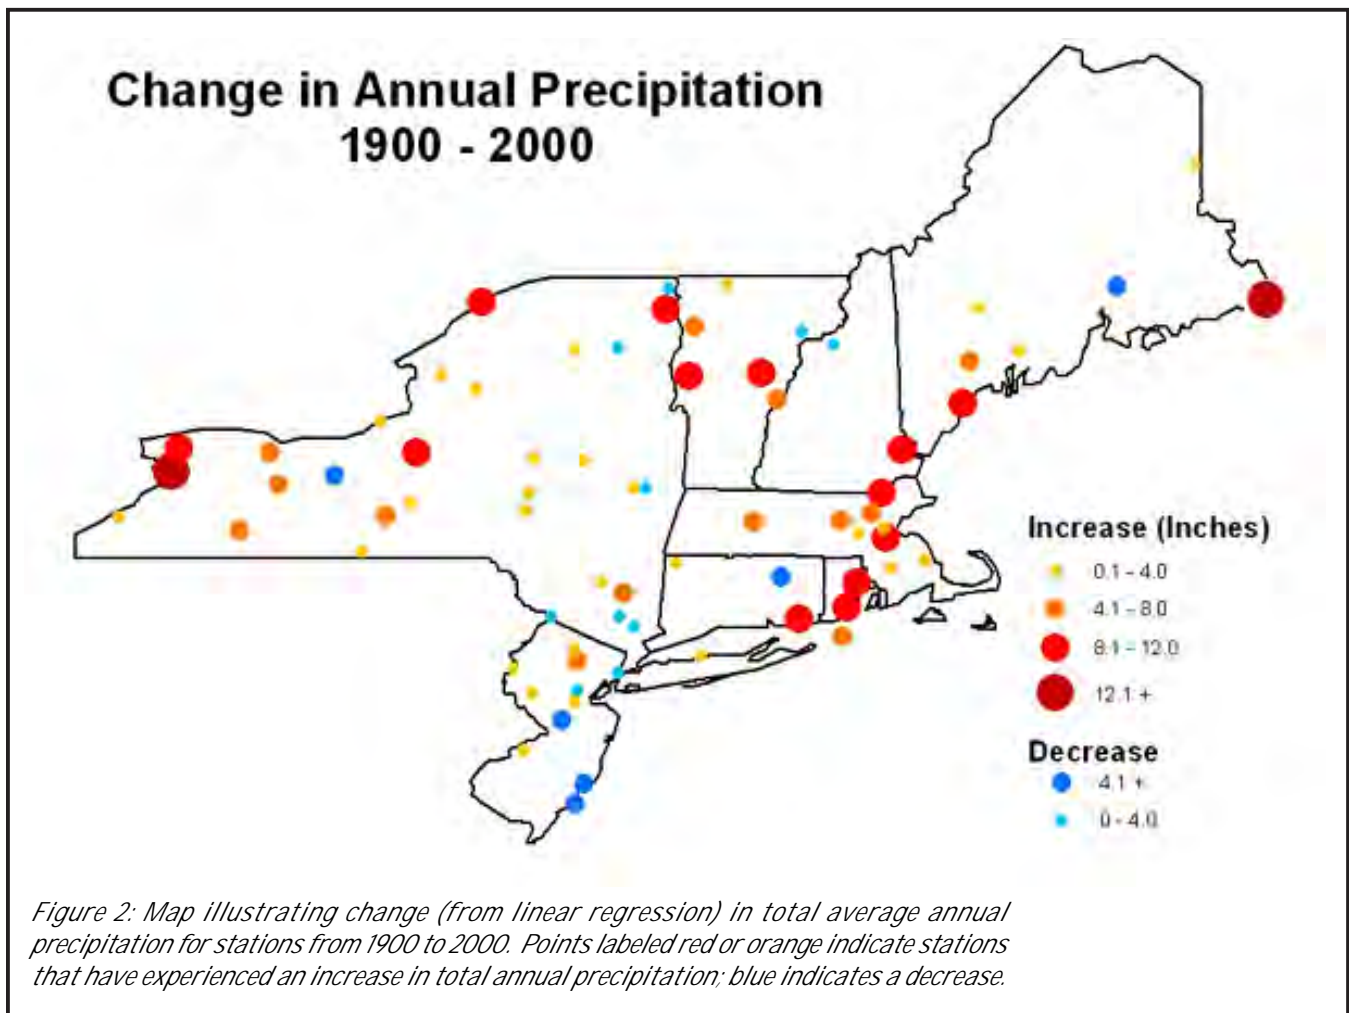 Change in Annual Precipitation
1900 - 2000
Increase (Inches)
0.1 - 4.0
4.1 - 8.0
8.1 - 12.0
12.1 +
Decrease
4.1 +
0 - 4.0
Figure 2: Map illustrating change (from linear regression) in total average annual
precipitation for stations from 1900 to 2000. Points labeled red or orange indicate stations
that have experienced an increase in total annual precipitation; blue indicates a decrease.